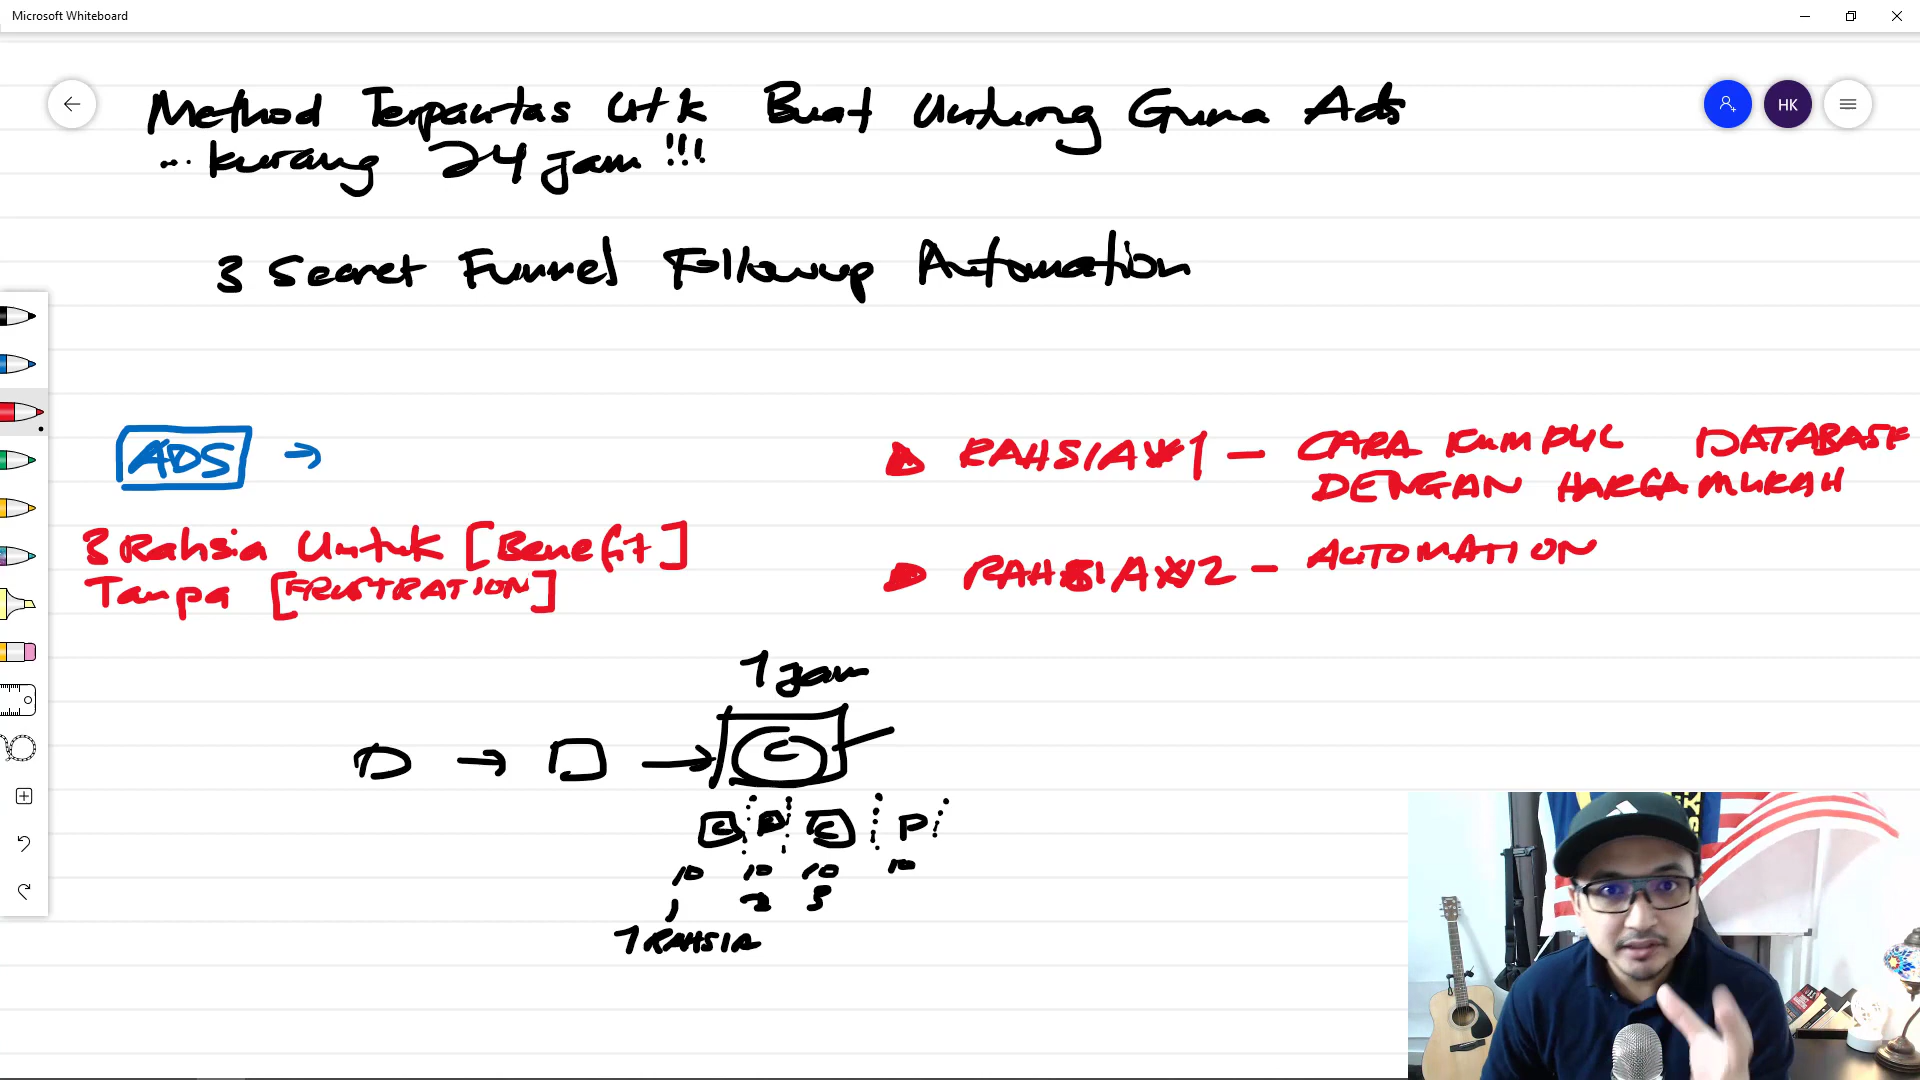 Microsoft Whiteboard
HK
Method Terpantas Utk Buat Untung Guna Ads
... kurang 24 jam !!!
3 Secret Funnel Followup Automation
ADS →
3 Rahsia Untuk [Benefit]
Tanpa [FRUSTRATION]
RAHSIA #1 - CARA KUMPUL DATABASE
DENGAN HARGA MURAH
RAHSIA #2 - AUTOMATION
1 jam
→ → C
C P C P
10 10 10 10
1 2 3
1 RAHSIA